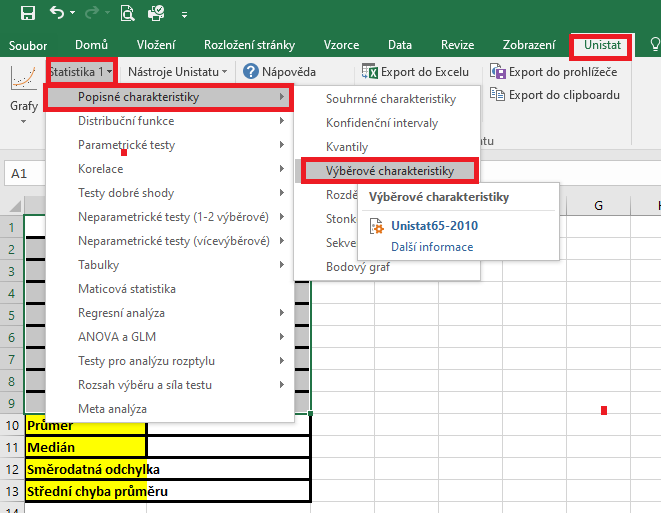 Soubor Domů Vložení Rozložení stránky Vzorce Data Revize Zobrazení Unistat
Statistika 1 Nástroje Unistatu Nápověda Export do Excelu Export do prohlížeče
Grafy Export do clipboardu
Popisné charakteristiky
Distribuční funkce
Parametrické testy
Korelace
Testy dobré shody
Neparametrické testy (1-2 výběrové)
Neparametrické testy (vícevýběrové)
Tabulky
Maticová statistika
Regresní analýza
ANOVA a GLM
Testy pro analýzu rozptylu
Rozsah výběru a síla testu
Meta analýza
Souhrnné charakteristiky
Konfidenční intervaly
Kvantily
Výběrové charakteristiky
Rozdě
Stonk
Sekve
Bodový graf
Výběrové charakteristiky
Unistat65-2010
Další informace
tu
A1
F G H
1
2
3
4
5
6
7
8
9
10 Průměr
11 Medián
12 Směrodatná odchylka
13 Střední chyba průměru